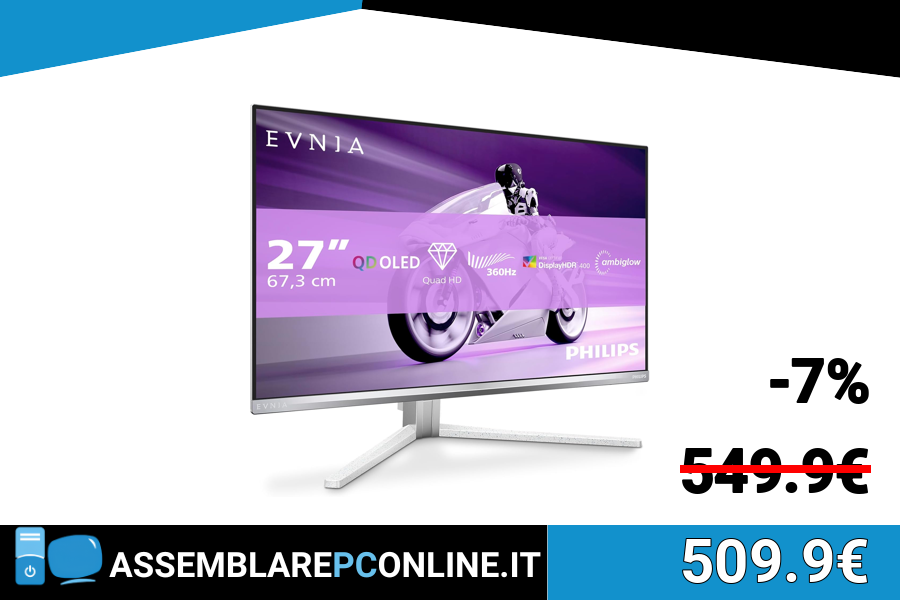 EVNIA
27"
67,3 cm
QD OLED
Quad HD
360Hz
DisplayHDR 400
ambiglow
PHILIPS
EVNIA
-7%
549.9€
509.9€
ASSEMBLAREPCONLINE.IT